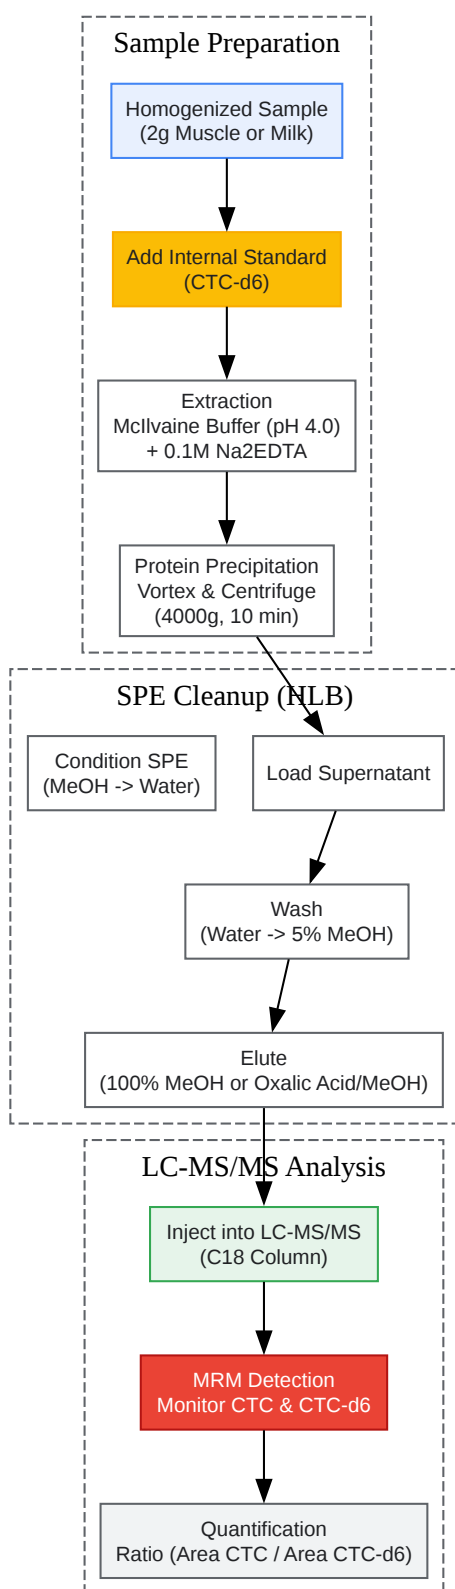 Sample Preparation
Homogenized Sample
(2g Muscle or Milk)
Add Internal Standard
(CTC-d6)
Extraction
McIlvaine Buffer (pH 4.0)
+ 0.1M Na2EDTA
Protein Precipitation
Vortex & Centrifuge
(4000g, 10 min)
SPE Cleanup (HLB)
Condition SPE
(MeOH -> Water)
Load Supernatant
Wash
(Water -> 5% MeOH)
Elute
(100% MeOH or Oxalic Acid/MeOH)
LC-MS/MS Analysis
Inject into LC-MS/MS
(C18 Column)
MRM Detection
Monitor CTC & CTC-d6
Quantification
Ratio (Area CTC / Area CTC-d6)